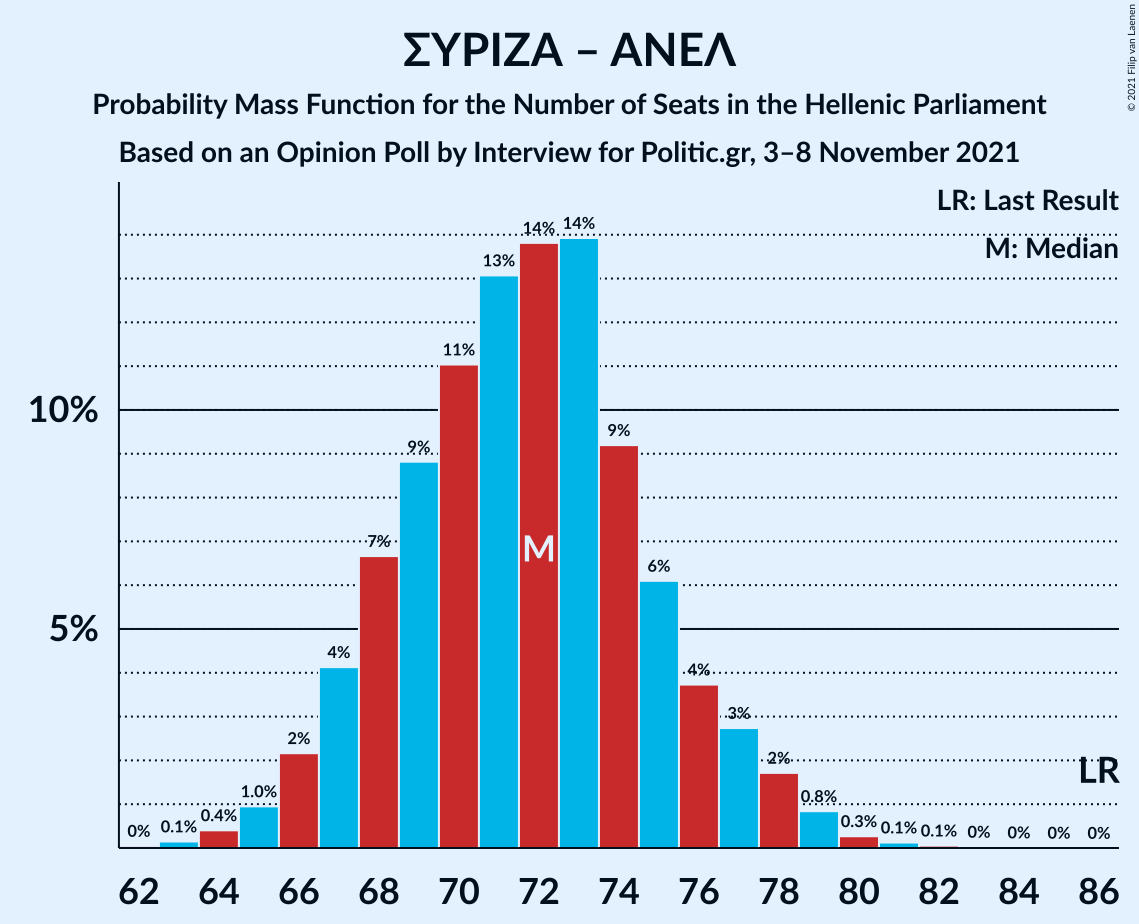 ΣΥΡΙΖΑ – ΑΝΕΛ
Probability Mass Function for the Number of Seats in the Hellenic Parliament
Based on an Opinion Poll by Interview for Politic.gr, 3–8 November 2021
© 2021 Filip van Laenen
LR: Last Result
M: Median
14% 14%
13%
11%
10%
9% 9%
7%
M
6%
5%
4% 4%
3%
2% 2%
LR
1.0% 0.8%
0% 0.1% 0.4% 0.3% 0.1% 0.1% 0% 0% 0% 0%
62 64 66 68 70 72 74 76 78 80 82 84 86